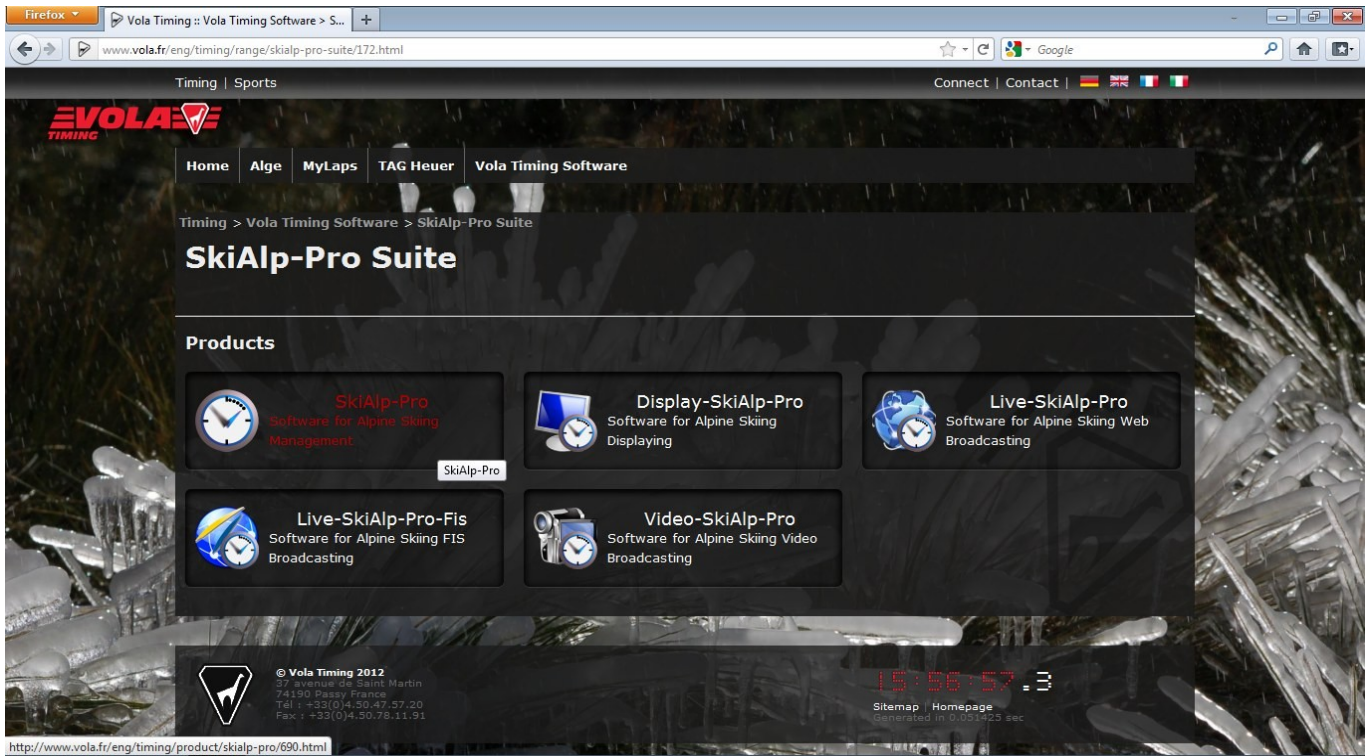 Firefox
Vola Timing :: Vola Timing Software > S...
www.vola.fr/eng/timing/range/skialp-pro-suite/172.html
Google
Timing | Sports
Connect | Contact |
VOLA
TIMING
Home
Alge
MyLaps
TAG Heuer
Vola Timing Software
Timing > Vola Timing Software > SkiAlp-Pro Suite
SkiAlp-Pro Suite
Products
SkiAlp-Pro
Software for Alpine Skiing
Management
SkiAlp-Pro
Display-SkiAlp-Pro
Software for Alpine Skiing
Displaying
Live-SkiAlp-Pro
Software for Alpine Skiing Web
Broadcasting
Live-SkiAlp-Pro-Fis
Software for Alpine Skiing FIS
Broadcasting
Video-SkiAlp-Pro
Software for Alpine Skiing Video
Broadcasting
© Vola Timing 2012
37 avenue de Saint Martin
74190 Passy France
Tél : +33(0)4.50.47.57.20
Fax : +33(0)4.50.78.11.91
15:56:57.3
Sitemap | Homepage
Generated in 0.051425 sec
http://www.vola.fr/eng/timing/product/skialp-pro/690.html